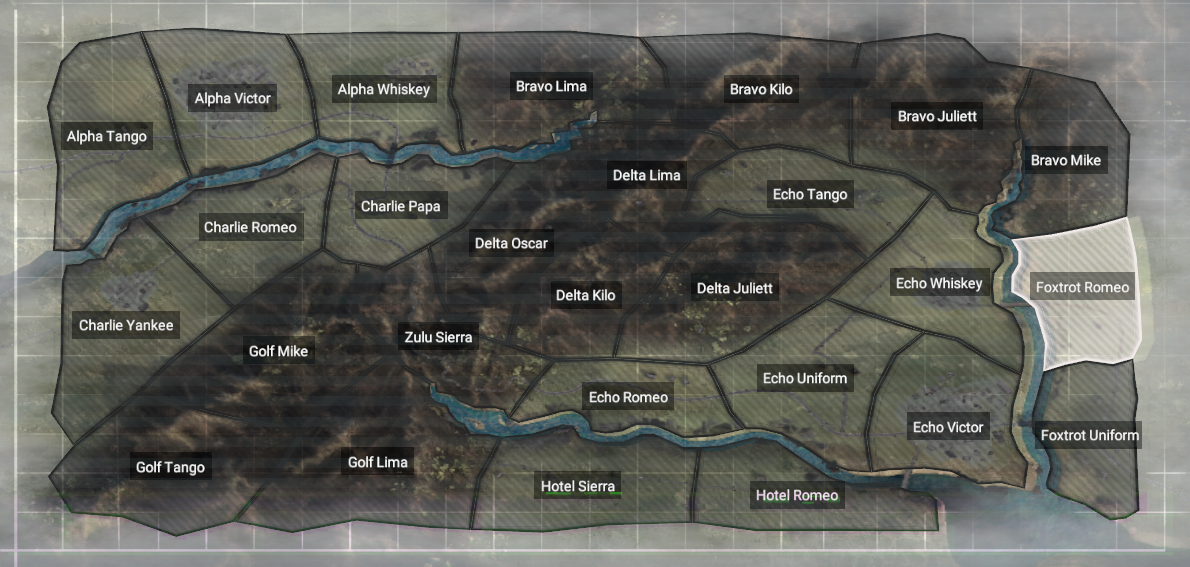 Alpha Victor
Alpha Whiskey
Bravo Lima
Bravo Kilo
Bravo Juliett
Alpha Tango
Bravo Mike
Delta Lima
Echo Tango
Charlie Papa
Charlie Romeo
Delta Oscar
Echo Whiskey
Foxtrot Romeo
Delta Kilo
Delta Juliett
Charlie Yankee
Zulu Sierra
Golf Mike
Echo Uniform
Echo Romeo
Echo Victor
Foxtrot Uniform
Golf Tango
Golf Lima
Hotel Sierra
Hotel Romeo